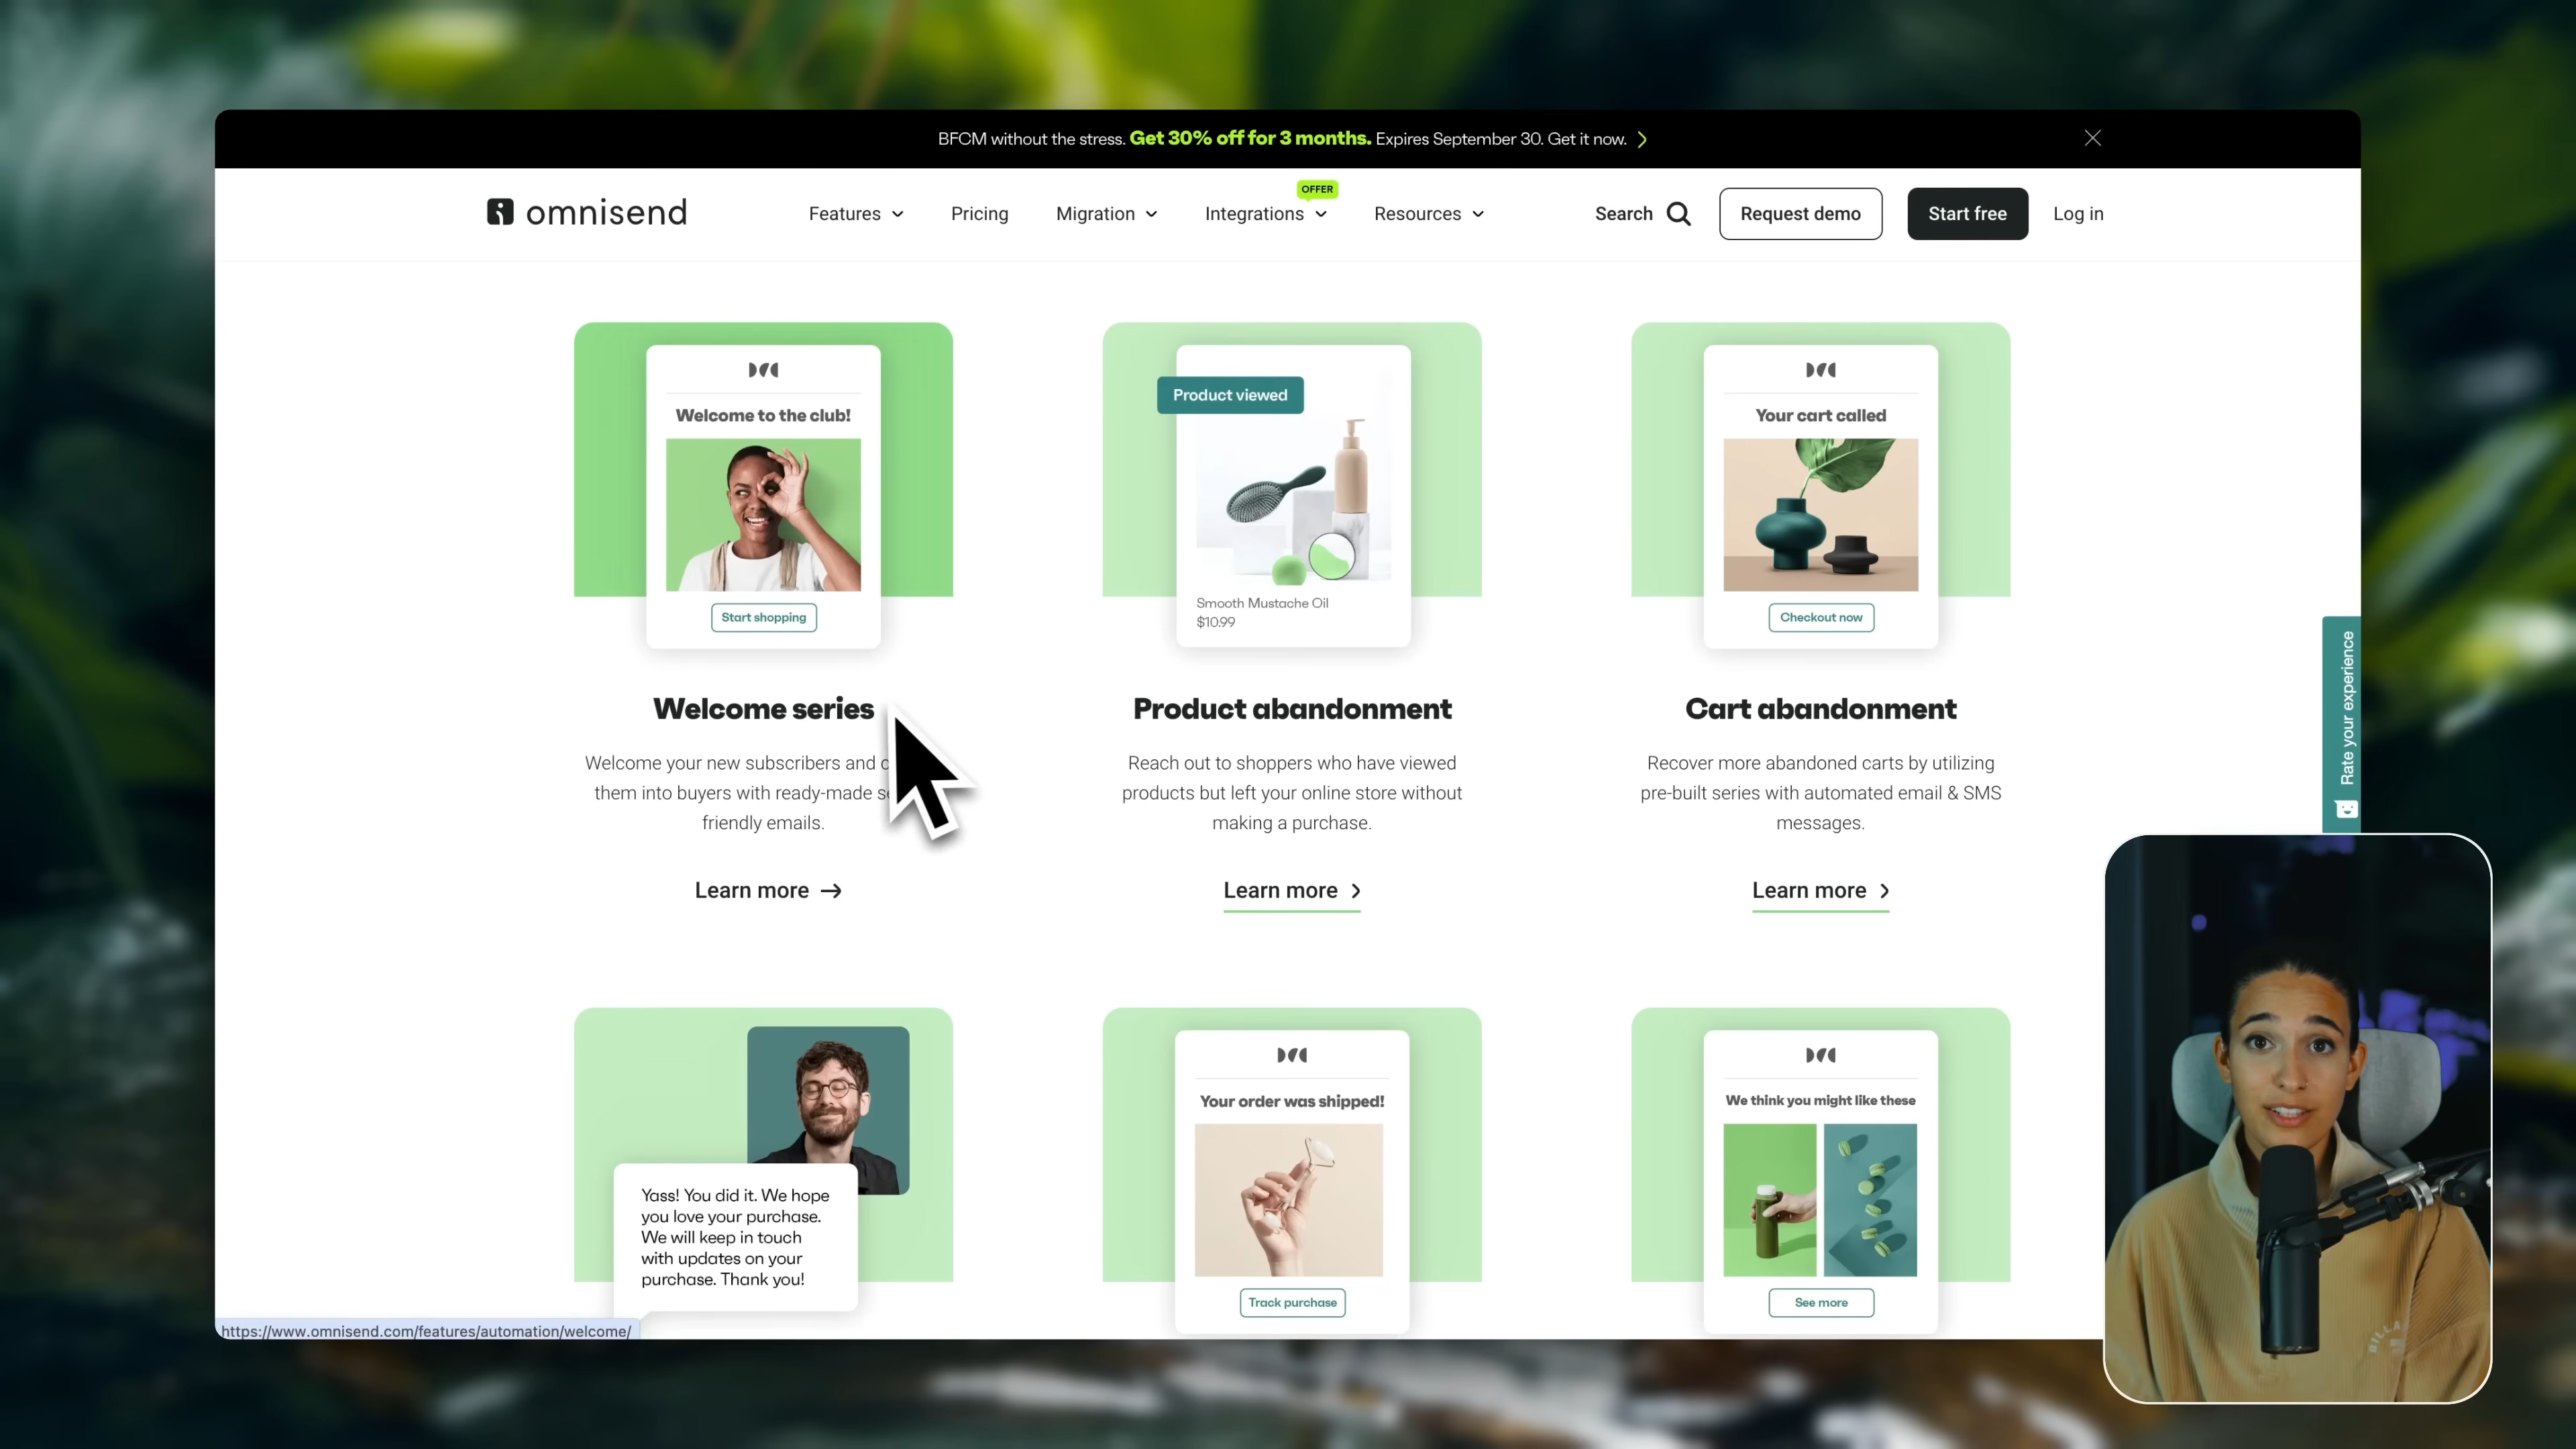 BFCM without the stress. Get 30% off for 3 months. Expires September 30. Get it now.
omnisend
Features
Pricing
Migration
OFFER
Integrations
Resources
Search
Request demo
Start free
Log in
Welcome to the club!
Start shopping
Welcome series
Welcome your new subscribers and
them into buyers with ready-made
friendly emails.
Learn more
Product viewed
Smooth Mustache Oil
$10.99
Product abandonment
Reach out to shoppers who have viewed
products but left your online store without
making a purchase.
Learn more
Your cart called
Checkout now
Cart abandonment
Recover more abandoned carts by utilizing
pre-built series with automated email & SMS
messages.
Learn more
Rate your experience
Yass! You did it. We hope
you love your purchase.
We will keep in touch
with updates on your
purchase. Thank you!
Your order was shipped!
Track purchase
We think you might like these
See more
https://www.omnisend.com/features/automation/welcome/